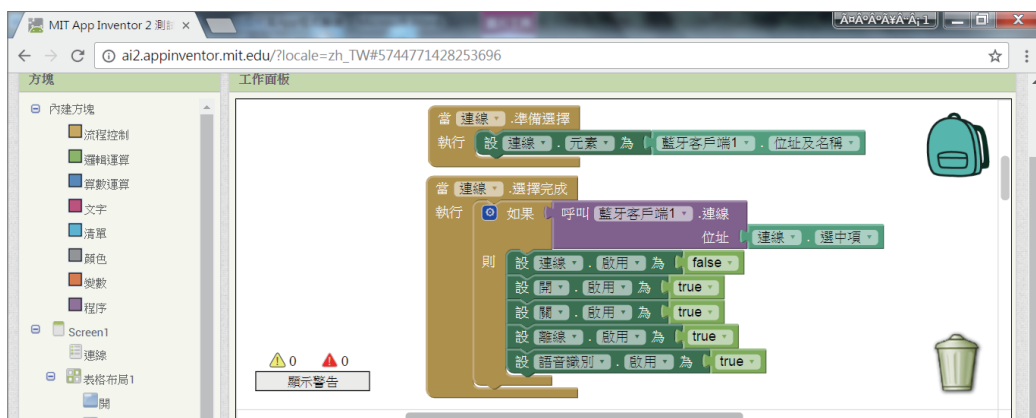 MIT App Inventor 2 測試
Ä¤Äº°ÄºÄ¥Ä°Ä¡ 1
ai2.appinventor.mit.edu/?locale=zh_TW#5744771428253696
方塊
工作面板
內建方塊
流程控制
邏輯運算
算數運算
文字
清單
顏色
變數
程序
Screen1
連線
表格布局1
開
當 連線 .準備選擇
執行 設 連線 . 元素 為 藍牙客戶端1 . 位址及名稱
當 連線 .選擇完成
執行 如果 呼叫 藍牙客戶端1 .連線
位址 連線 . 選中項
則 設 連線 . 啟用 為 false
設 開 . 啟用 為 true
設 關 . 啟用 為 true
設 離線 . 啟用 為 true
設 語音識別 . 啟用 為 true
0 0
顯示警告